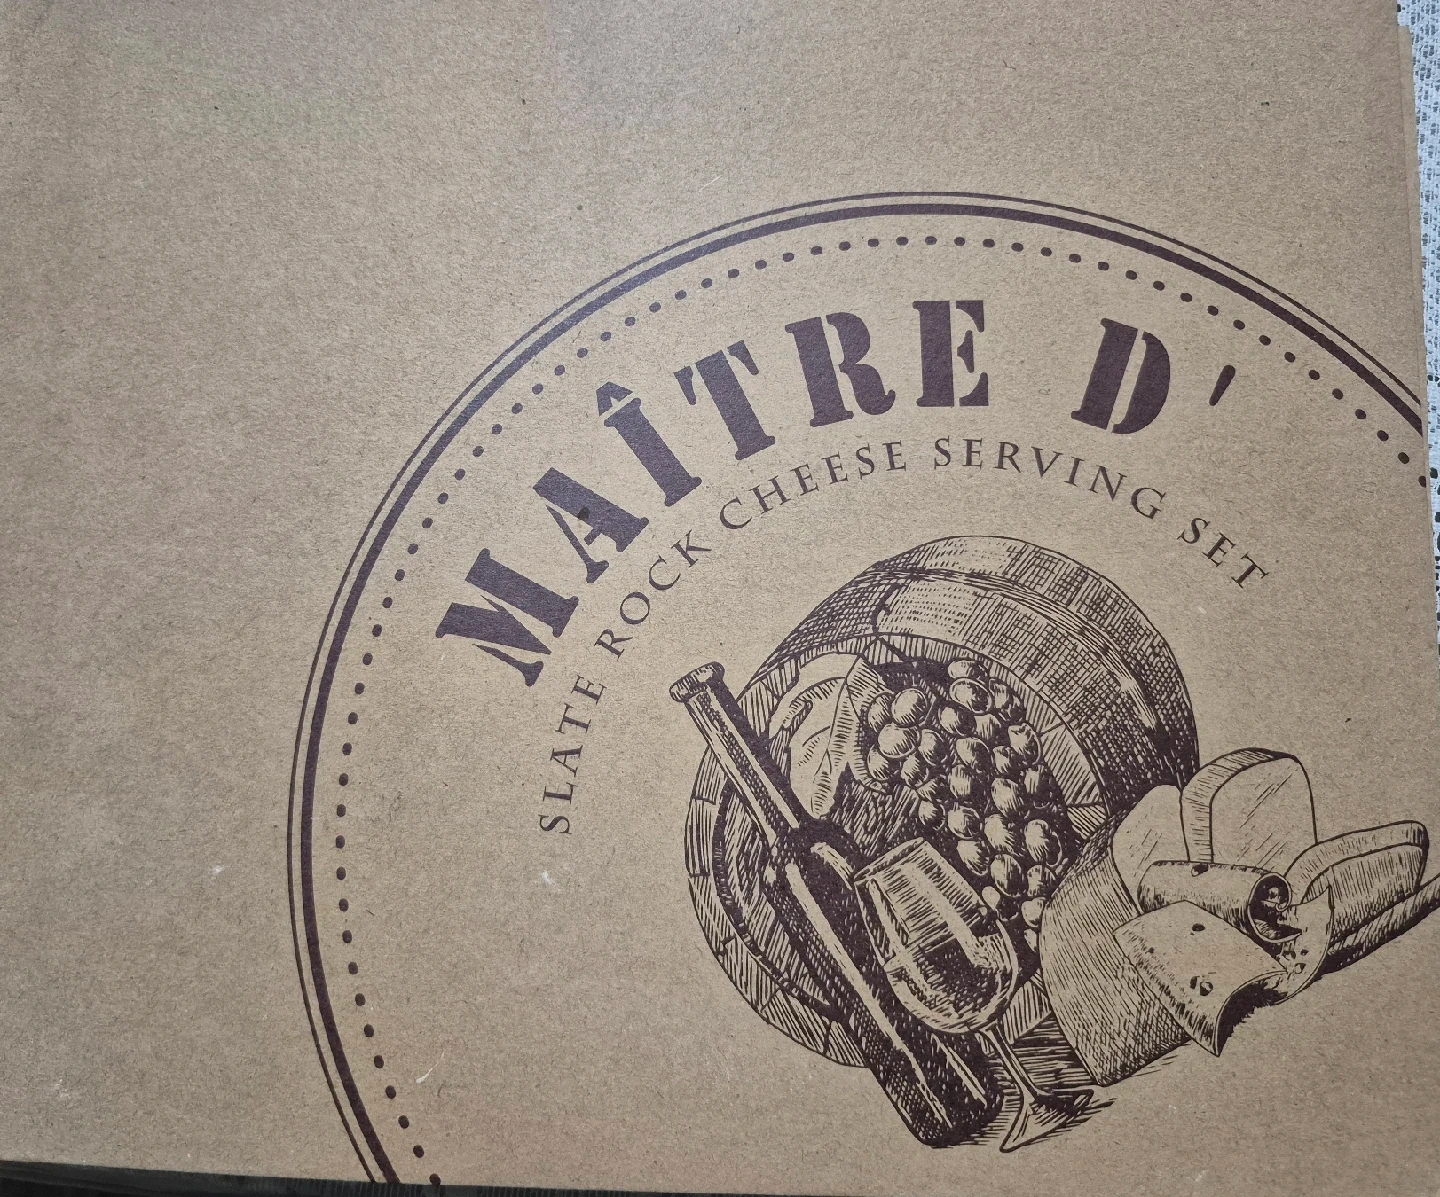 MAÎTRE D'
SLATE ROCK CHEESE SERVING SET